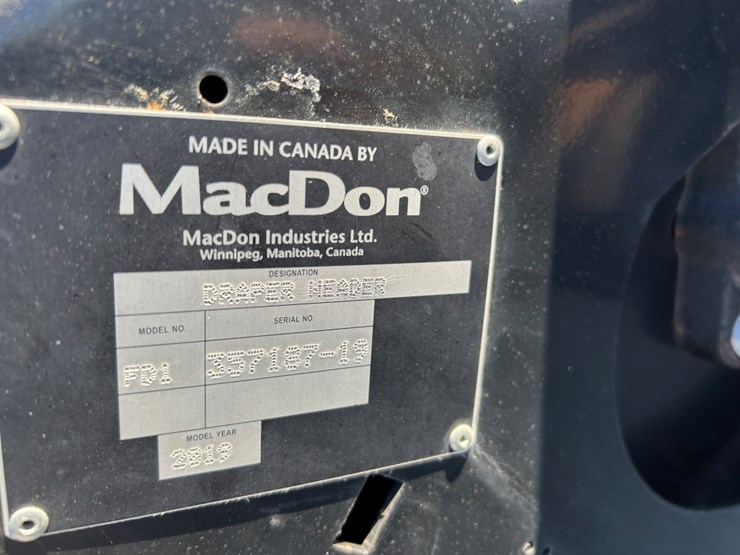 MADE IN CANADA BY
MacDon®
MacDon Industries Ltd.
Winnipeg, Manitoba, Canada
DESIGNATION
DRAPER HEADER
MODEL NO.
SERIAL NO.
FD1
357187-19
MODEL YEAR
2019